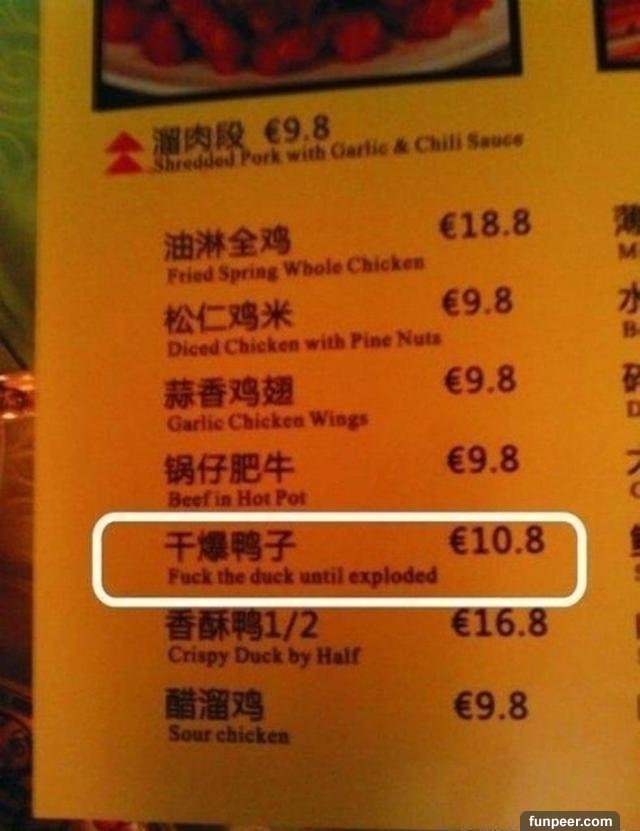 溜肉段 €9.8
Shredded Pork with Garlic & Chili Sauce
油淋全鸡 €18.8
Fried Spring Whole Chicken
松仁鸡米 €9.8
Diced Chicken with Pine Nuts
蒜香鸡翅 €9.8
Garlic Chicken Wings
锅仔肥牛 €9.8
Beef in Hot Pot
干爆鸭子 €10.8
Fuck the duck until exploded
香酥鸭1/2 €16.8
Crispy Duck by Half
醋溜鸡 €9.8
Sour chicken
薄
M
水
B
D
funpeer.com